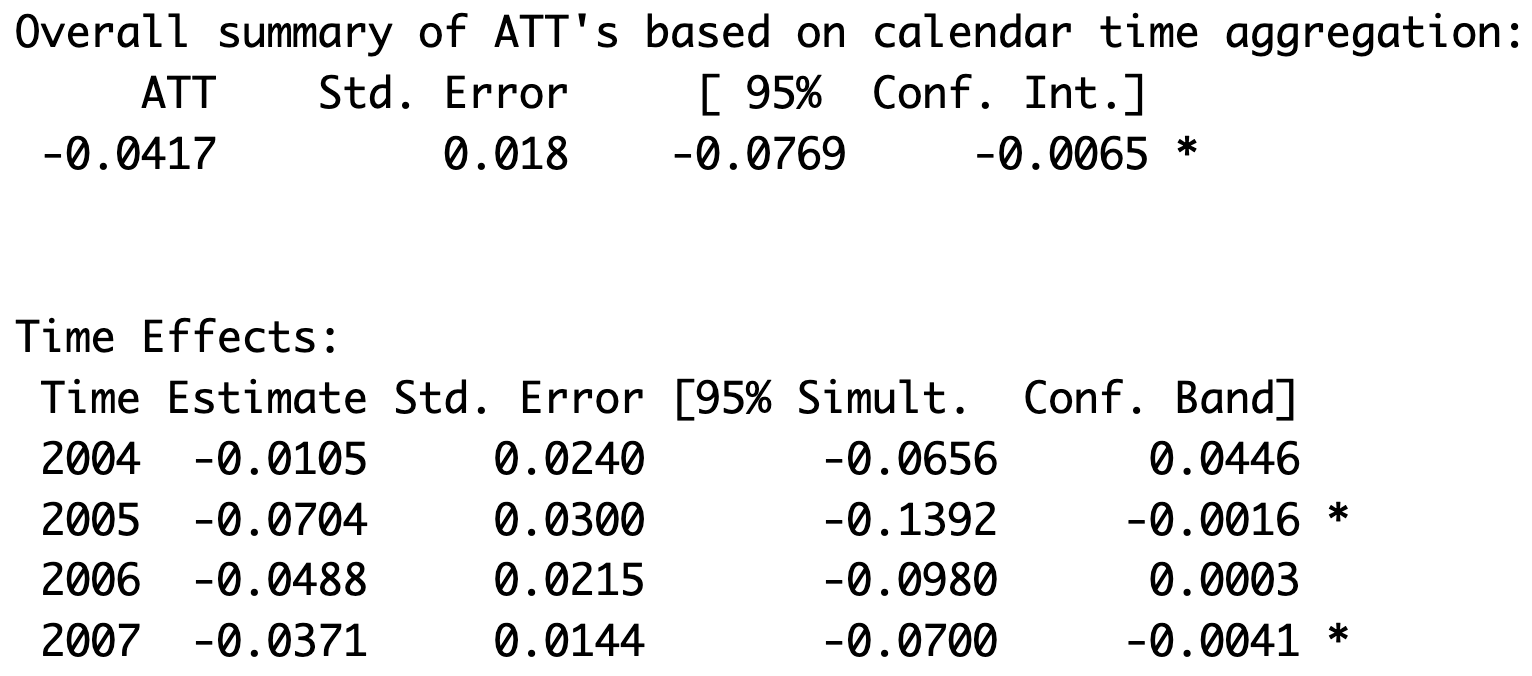 Overall summary of ATT's based on calendar time aggregation:
ATT Std. Error [ 95% Conf. Int.]
-0.0417 0.018 -0.0769 -0.0065 *
Time Effects:
Time Estimate Std. Error [95% Simult. Conf. Band]
2004 -0.0105 0.0240 -0.0656 0.0446
2005 -0.0704 0.0300 -0.1392 -0.0016 *
2006 -0.0488 0.0215 -0.0980 0.0003
2007 -0.0371 0.0144 -0.0700 -0.0041 *